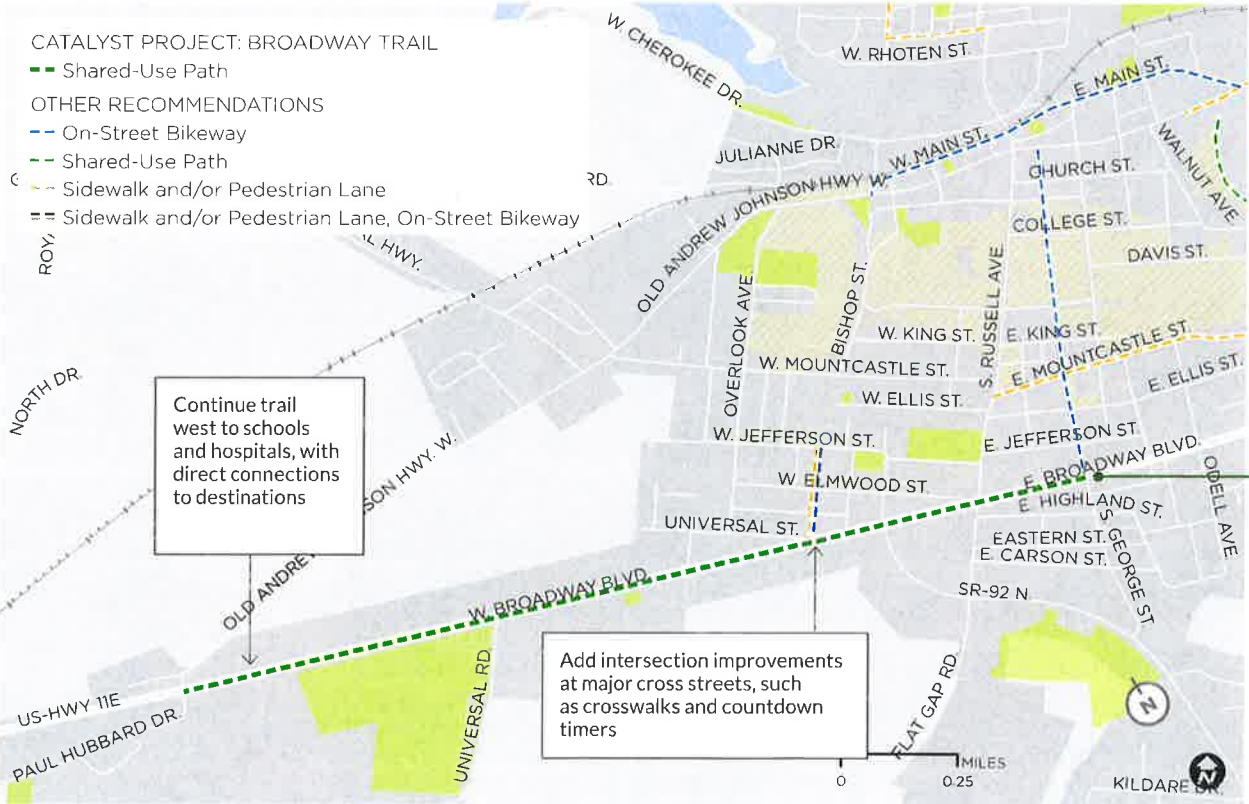 CATALYST PROJECT: BROADWAY TRAIL
Shared-Use Path
OTHER RECOMMENDATIONS
On-Street Bikeway
Shared-Use Path
Sidewalk and/or Pedestrian Lane
Sidewalk and/or Pedestrian Lane, On-Street Bikeway
W. CHEROKEE DR.
W. RHOTEN ST.
E. MAIN ST.
JULIANNE DR.
W. MAIN ST.
WALNUT AVE
CHURCH ST.
RD.
OLD ANDREW JOHNSON HWY W.
COLLEGE ST.
HWY.
DAVIS ST.
OVERLOOK AVE.
BISHOP ST.
S. RUSSELL AVE.
W. KING ST.
E. KING ST.
E. MOUNTCASTLE ST.
W. MOUNTCASTLE ST.
NORTH DR.
E. ELLIS ST.
W. ELLIS ST.
Continue trail
west to schools
and hospitals, with
direct connections
to destinations
W. JEFFERSON ST.
E. JEFFERSON ST.
E. BROADWAY BLVD.
W. ELMWOOD ST.
E. HIGHLAND ST.
ODELL AVE
UNIVERSAL ST.
EASTERN ST.
E. CARSON ST.
S. GEORGE ST
OLD ANDRE
SON HWY. W.
W. BROADWAY BLVD.
SR-92 N
Add intersection improvements
at major cross streets, such
as crosswalks and countdown
timers
UNIVERSAL RD.
FLAT GAP RD.
US-HWY 11E
PAUL HUBBARD DR.
N
MILES
0
0.25
KILDARE DR.